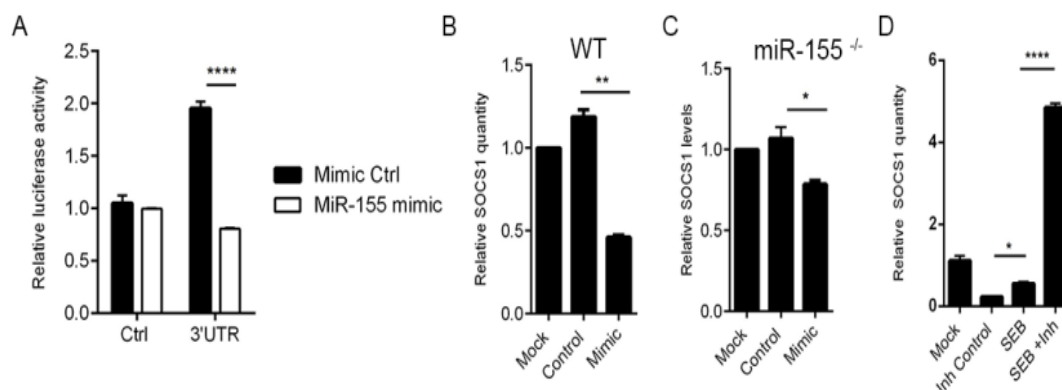 A
Relative luciferase activity
2.5
2.0
1.5
1.0
0.5
0.0
****
Ctrl
3'UTR
Mimic Ctrl
MiR-155 mimic
B
WT
Relative SOCS1 quantity
1.5
1.0
0.5
0.0
**
Mock
Control
Mimic
C
miR-155 -/-
Relative SOCS1 levels
1.5
1.0
0.5
0.0
*
Mock
Control
Mimic
D
Relative SOCS1 quantity
6
4
2
0
*
****
Mock
Inh Control
SEB
SEB +Inh